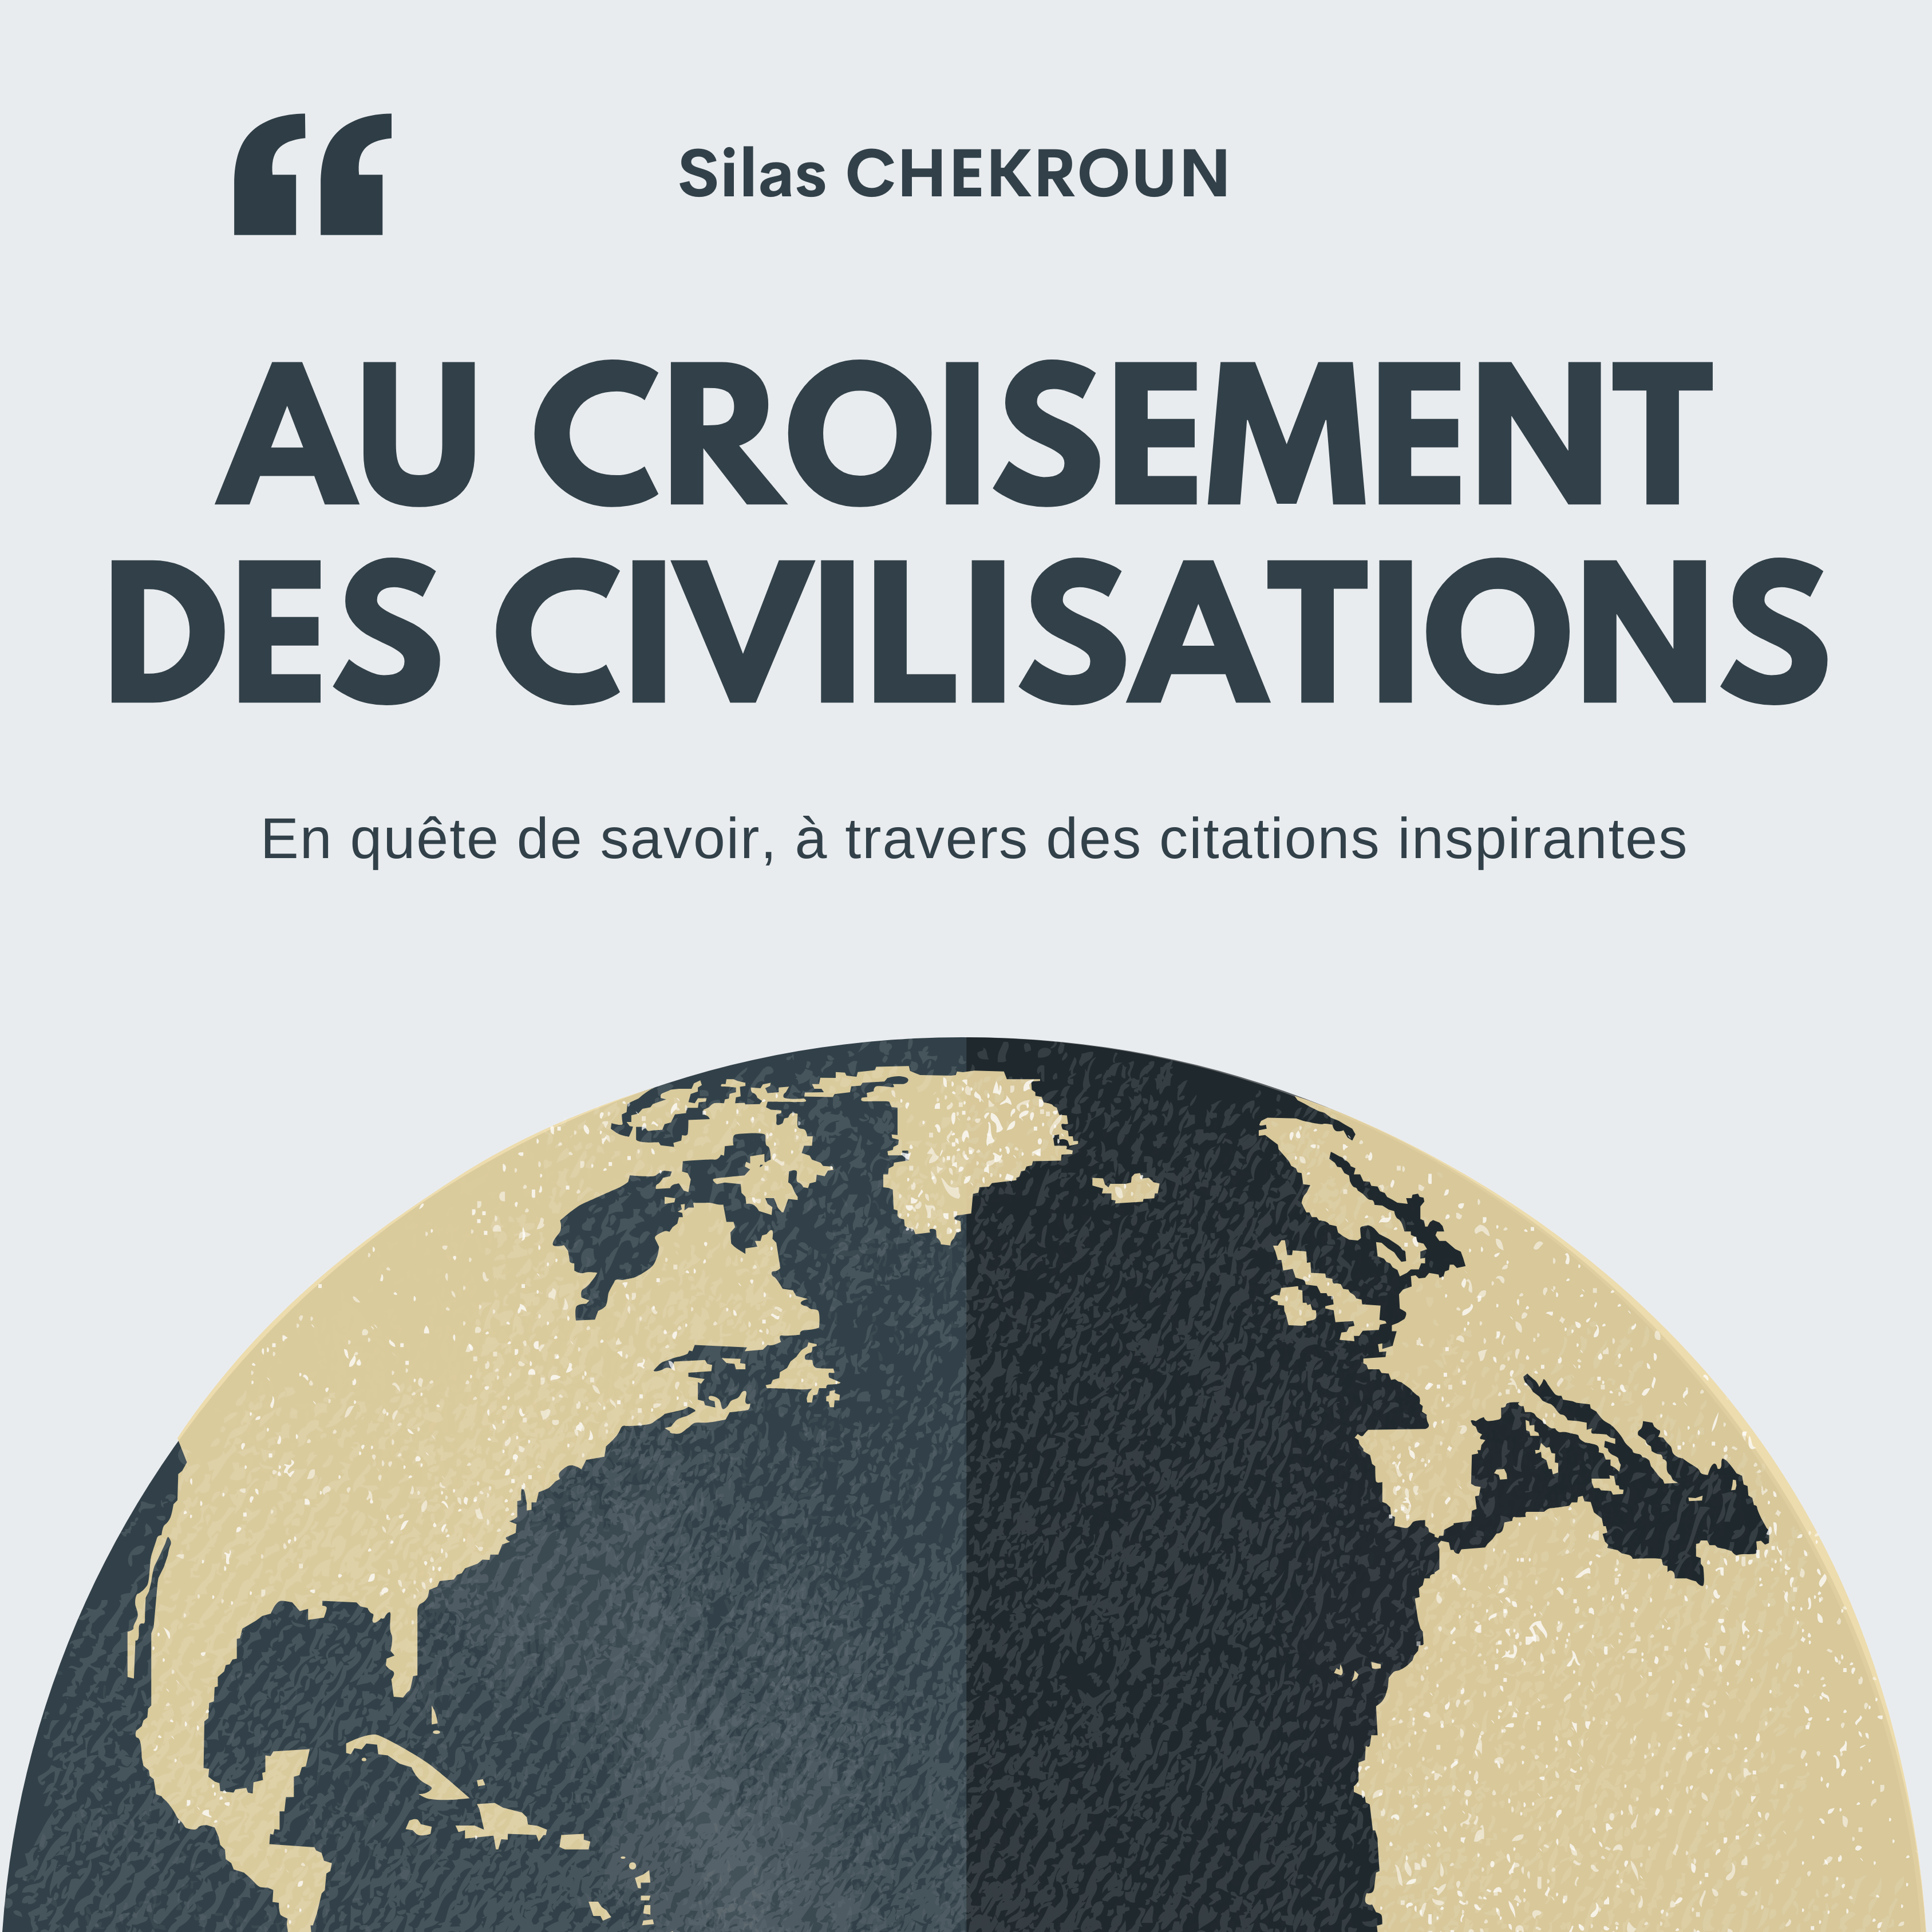 “
Silas CHEKROUN
AU CROISEMENT
DES CIVILISATIONS
En quête de savoir, à travers des citations inspirantes